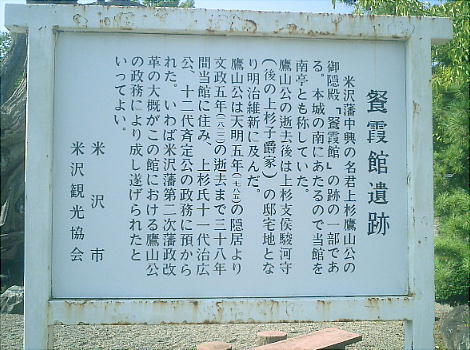 餐霞館遺跡
米沢藩中興の名君上杉鷹山公の
御隠殿『餐霞館』の跡の一部であ
る。本城の南にあたるので当館を
南亭とも称していた。
鷹山公の逝去後は上杉支侯駿河守
(後の上杉子爵家)の邸宅地とな
り明治維新に及んだ。
鷹山公は天明五年(一七八五)の隠居より
文政五年(一八二二)の逝去まで三十八年
間当館に住み、上杉氏十一代治広
公、十二代斉定公の政務に預から
れた。いわば米沢藩第二次藩政改
革の大概がこの館における鷹山公
の政務により成し遂げられたと
いってよい。
米沢市
米沢観光協会